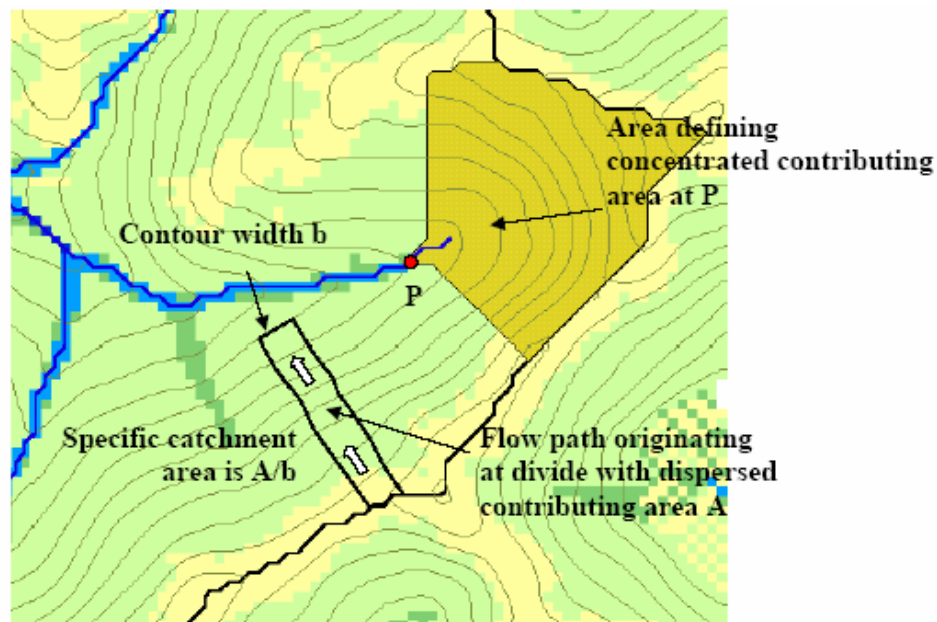 Area defining
concentrated contributing
area at P
Contour width b
P
Specific catchment
area is A/b
Flow path originating
at divide with dispersed
contributing area A